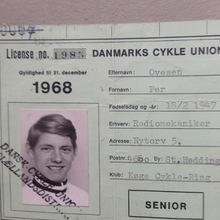 License no. 1985 DANMARKS CYKLE UNION
Gyldighed til 31. december
1968
Efternavn: Ovesen
Fornavn: Per
Fødselsdag og -år: 18/2 1947
Erhverv: Radiomekaniker
Adresse: Nytorv 5,
Postnr.: St. Hedding
Klub: Køge Cykle-Ring
SENIOR